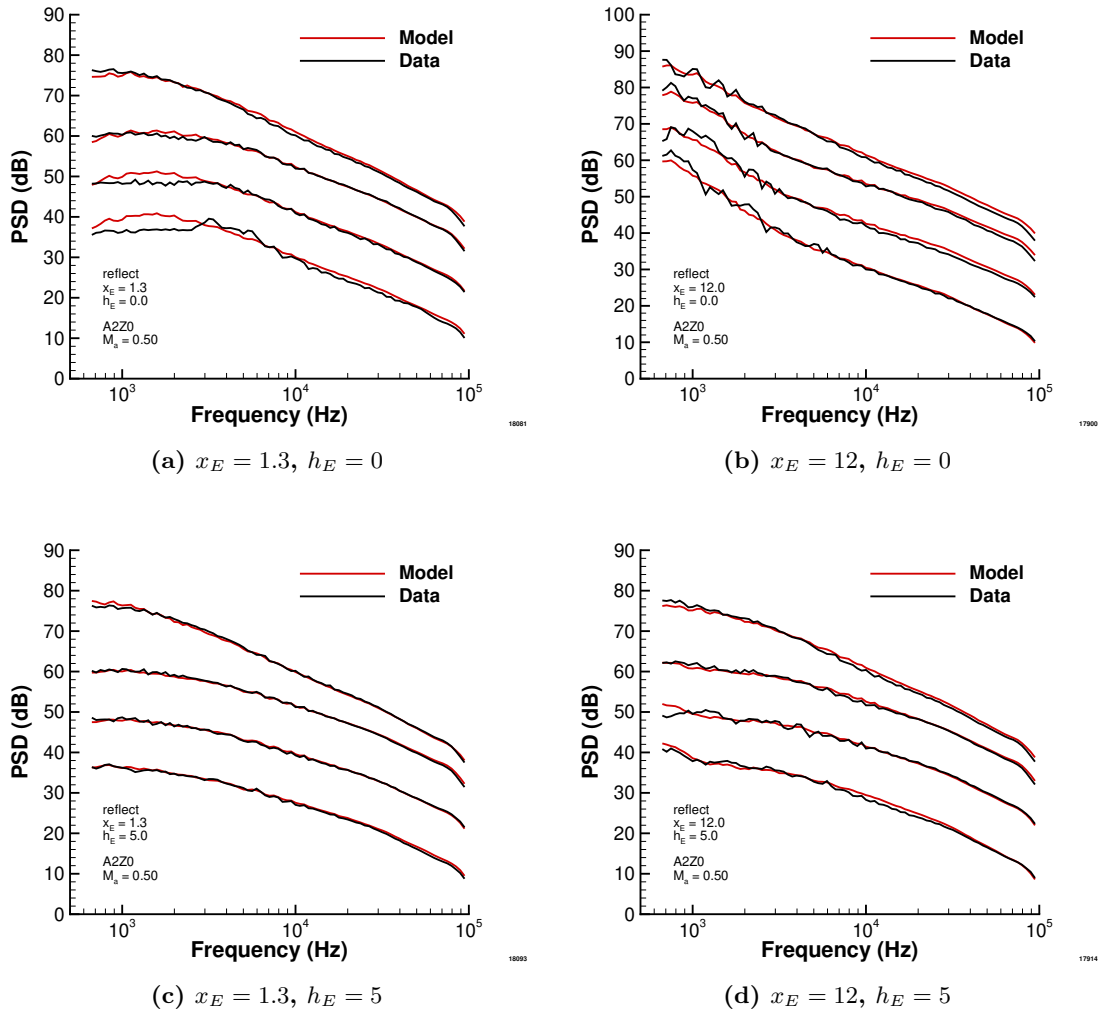 90
80
70
60
50
40
30
20
10
0
PSD (dB)
Model
Data
reflect
x_E = 1.3
h_E = 0.0
A2Z0
M_a = 0.50
10^3
10^4
10^5
Frequency (Hz)
18081
(a) x_E = 1.3, h_E = 0
100
90
80
70
60
50
40
30
20
10
0
PSD (dB)
Model
Data
reflect
x_E = 12.0
h_E = 0.0
A2Z0
M_a = 0.50
10^3
10^4
10^5
Frequency (Hz)
17900
(b) x_E = 12, h_E = 0
90
80
70
60
50
40
30
20
10
0
PSD (dB)
Model
Data
reflect
x_E = 1.3
h_E = 5.0
A2Z0
M_a = 0.50
10^3
10^4
10^5
Frequency (Hz)
18093
(c) x_E = 1.3, h_E = 5
90
80
70
60
50
40
30
20
10
0
PSD (dB)
Model
Data
reflect
x_E = 12.0
h_E = 5.0
A2Z0
M_a = 0.50
10^3
10^4
10^5
Frequency (Hz)
17914
(d) x_E = 12, h_E = 5